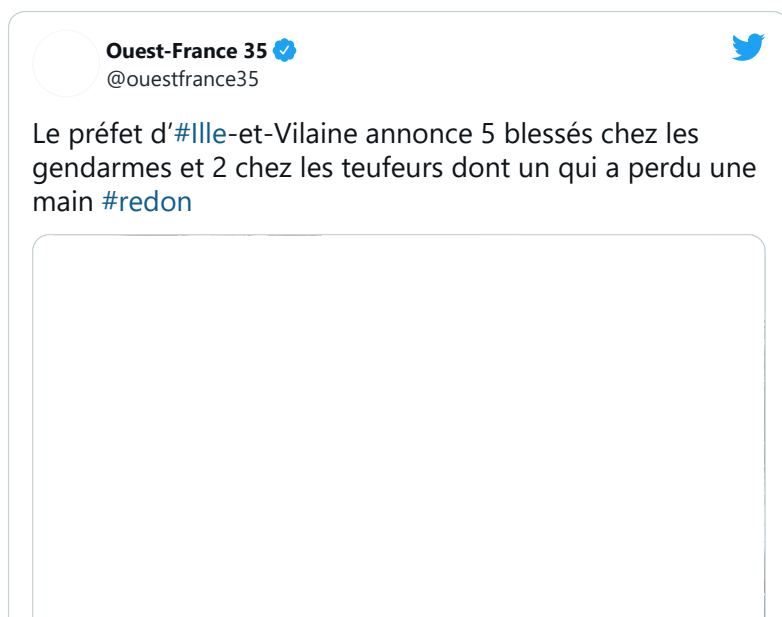 Ouest-France 35
@ouestfrance35
Le préfet d’#Ille-et-Vilaine annonce 5 blessés chez les
gendarmes et 2 chez les teufeurs dont un qui a perdu une
main #redon